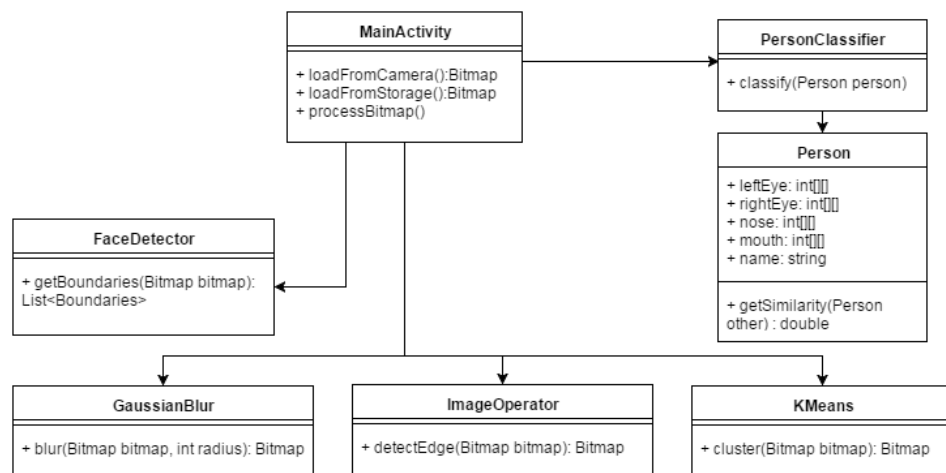 MainActivity
+ loadFromCamera():Bitmap
+ loadFromStorage():Bitmap
+ processBitmap()
PersonClassifier
+ classify(Person person)
Person
+ leftEye: int[][]
+ rightEye: int[][]
+ nose: int[][]
+ mouth: int[][]
+ name: string
+ getSimilarity(Person
other) : double
FaceDetector
+ getBoundaries(Bitmap bitmap):
List<Boundaries>
GaussianBlur
+ blur(Bitmap bitmap, int radius): Bitmap
ImageOperator
+ detectEdge(Bitmap bitmap): Bitmap
KMeans
+ cluster(Bitmap bitmap): Bitmap